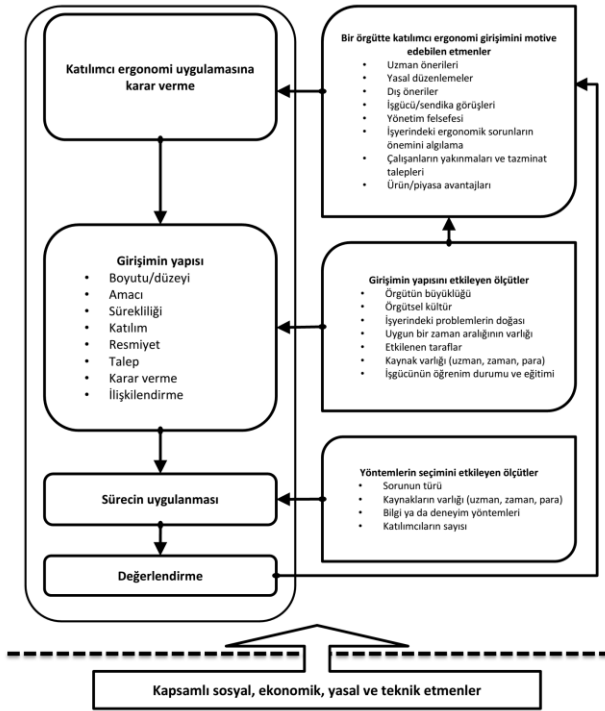 Katılımcı ergonomi uygulamasına
karar verme
Bir örgütte katılımcı ergonomi girişimini motive
edebilen etmenler
• Uzman önerileri
• Yasal düzenlemeler
• Dış öneriler
• İşgücü/sendika görüşleri
• Yönetim felsefesi
• İşyerindeki ergonomik sorunların
önemini algılama
• Çalışanların yakınmaları ve tazminat
talepleri
• Ürün/piyasa avantajları
Girişimin yapısı
• Boyutu/düzeyi
• Amacı
• Sürekliliği
• Katılım
• Resmiyet
• Talep
• Karar verme
• İlişkilendirme
Girişimin yapısını etkileyen ölçütler
• Örgütün büyüklüğü
• Örgütsel kültür
• İşyerindeki problemlerin doğası
• Uygun bir zaman aralığının varlığı
• Etkilenen taraflar
• Kaynak varlığı (uzman, zaman, para)
• İşgücünün öğrenim durumu ve eğitimi
Sürecin uygulanması
Yöntemlerin seçimini etkileyen ölçütler
• Sorunun türü
• Kaynakların varlığı (uzman, zaman, para)
• Bilgi ya da deneyim yöntemleri
• Katılımcıların sayısı
Değerlendirme
Kapsamlı sosyal, ekonomik, yasal ve teknik etmenler